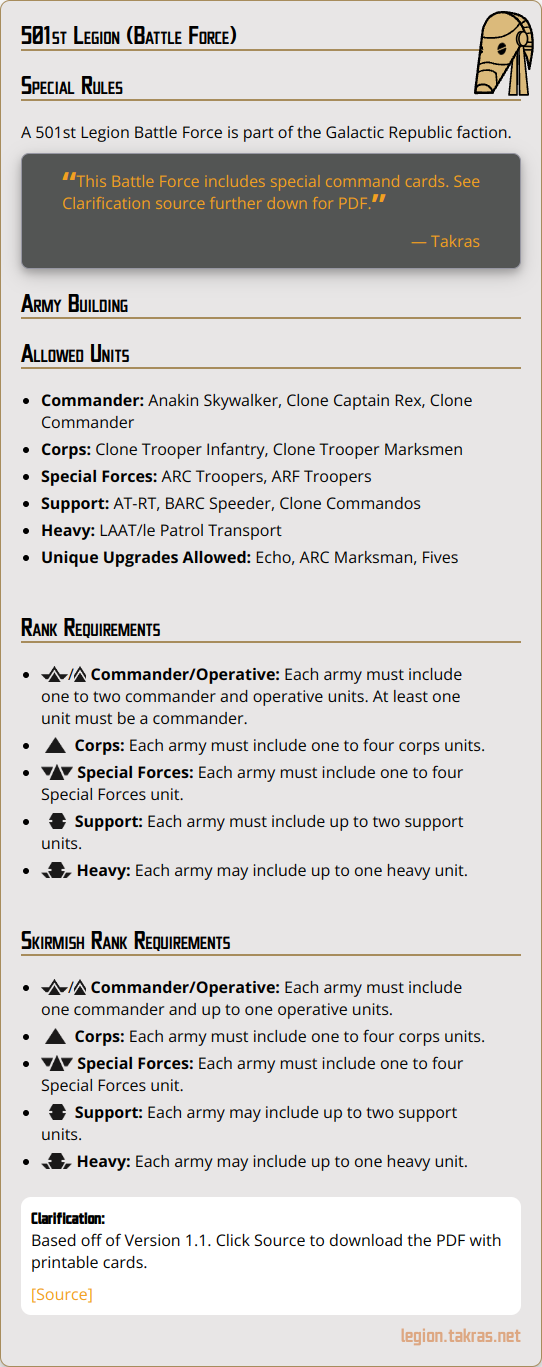 501st Legion (Battle Force)
Special Rules
A 501st Legion Battle Force is part of the Galactic Republic faction.
“This Battle Force includes special command cards. See
Clarification source further down for PDF.”
— Takras
Army Building
Allowed Units
• Commander: Anakin Skywalker, Clone Captain Rex, Clone
Commander
• Corps: Clone Trooper Infantry, Clone Trooper Marksmen
• Special Forces: ARC Troopers, ARF Troopers
• Support: AT-RT, BARC Speeder, Clone Commandos
• Heavy: LAAT/le Patrol Transport
• Unique Upgrades Allowed: Echo, ARC Marksman, Fives
Rank Requirements
• / Commander/Operative: Each army must include
one to two commander and operative units. At least one
unit must be a commander.
• Corps: Each army must include one to four corps units.
• Special Forces: Each army must include one to four
Special Forces unit.
• Support: Each army must include up to two support
units.
• Heavy: Each army may include up to one heavy unit.
Skirmish Rank Requirements
• / Commander/Operative: Each army must include
one commander and up to one operative units.
• Corps: Each army must include one to four corps units.
• Special Forces: Each army must include one to four
Special Forces unit.
• Support: Each army may include up to two support
units.
• Heavy: Each army may include up to one heavy unit.
Clarification:
Based off of Version 1.1. Click Source to download the PDF with
printable cards.
[Source]
legion.takras.net